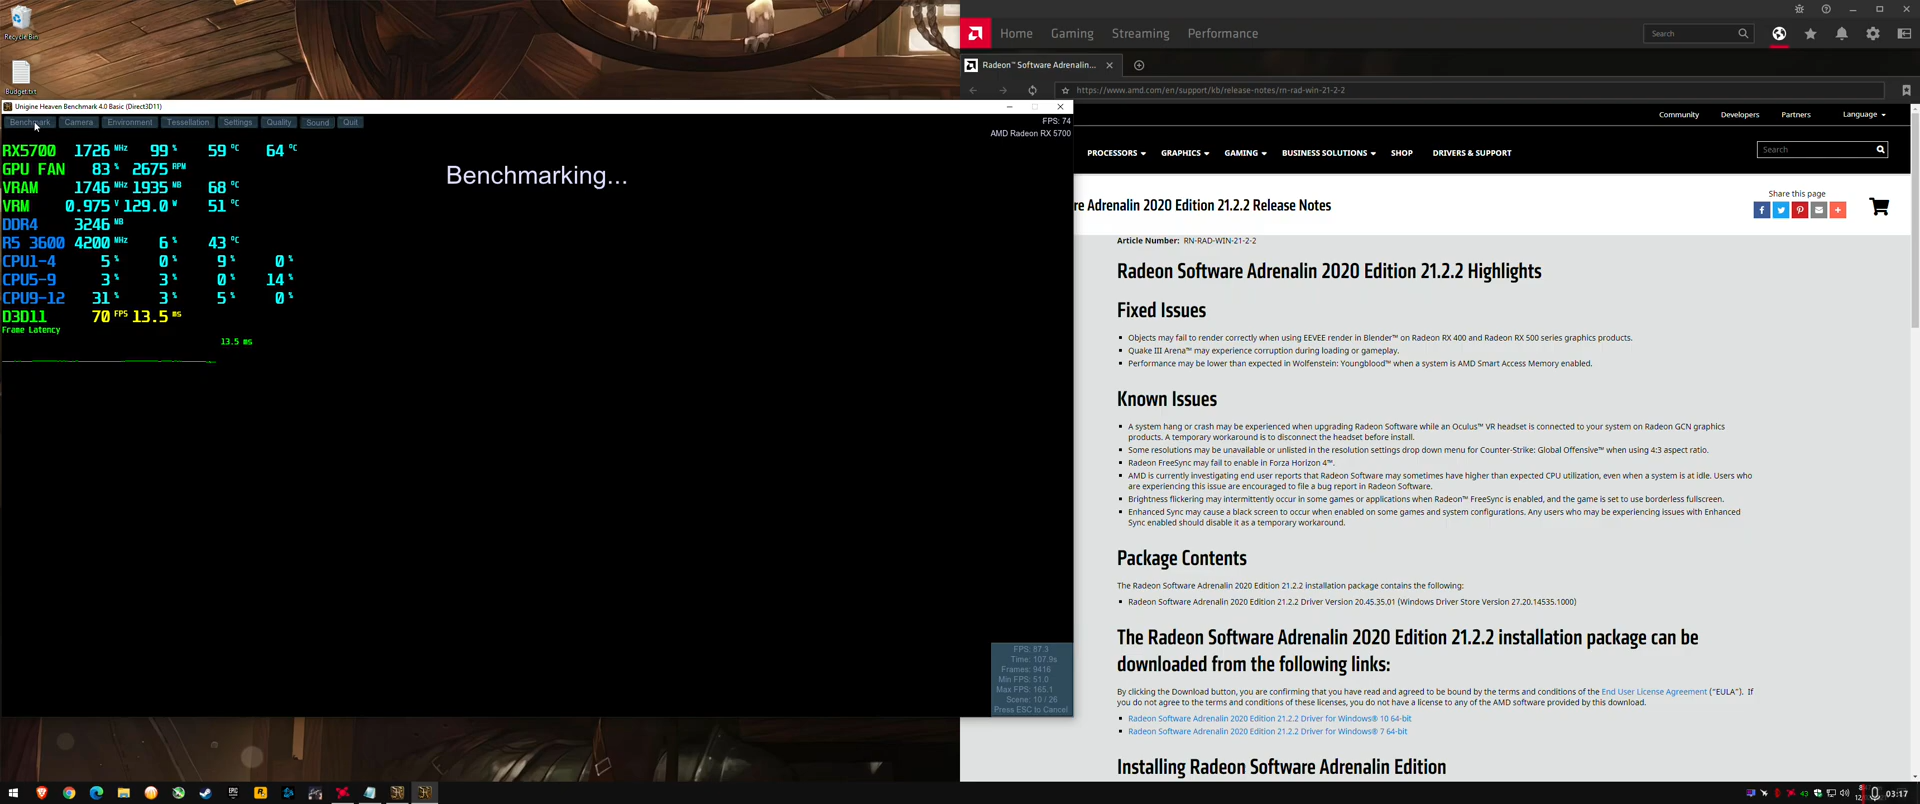 Recycle Bin
Budget.txt
Unigine Heaven Benchmark 4.0 Basic (Direct3D11)
Benchmark Camera Environment Tessellation Settings Quality Sound Quit
FPS: 74
AMD Radeon RX 5700
RX5700 1726 MHz 99 % 59 °C 64 °C
GPU FAN 83 % 2675 RPM
VRAM 1746 MHz 1935 MB 68 °C
VRM 0.975 V 129.0 W 51 °C
DDR4 3246 MB
R5 3600 4200 MHz 6 % 43 °C
CPU1-4 5 % 0 % 9 % 0 %
CPU5-9 3 % 3 % 0 % 14 %
CPU9-12 31 % 3 % 5 % 0 %
D3D11 70 FPS 13.5 ms
Frame Latency
13.5 ms
Benchmarking...
FPS: 87.3
Time: 107.9s
Frames: 9416
Min FPS: 51.0
Max FPS: 165.1
Scene: 10 / 26
Press ESC to Cancel
Home Gaming Streaming Performance
Search
Radeon™ Software Adrenalin...
https://www.amd.com/en/support/kb/release-notes/rn-rad-win-21-2-2
Community Developers Partners Language
PROCESSORS GRAPHICS GAMING BUSINESS SOLUTIONS SHOP DRIVERS & SUPPORT
Search
re Adrenalin 2020 Edition 21.2.2 Release Notes
Share this page
Article Number: RN-RAD-WIN-21-2-2
Radeon Software Adrenalin 2020 Edition 21.2.2 Highlights
Fixed Issues
Objects may fail to render correctly when using EEVEE render in Blender™ on Radeon RX 400 and Radeon RX 500 series graphics products.
Quake III Arena™ may experience corruption during loading or gameplay.
Performance may be lower than expected in Wolfenstein: Youngblood™ when a system is AMD Smart Access Memory enabled.
Known Issues
A system hang or crash may be experienced when upgrading Radeon Software while an Oculus™ VR headset is connected to your system on Radeon GCN graphics
products. A temporary workaround is to disconnect the headset before install.
Some resolutions may be unavailable or unlisted in the resolution settings drop down menu for Counter-Strike: Global Offensive™ when using 4:3 aspect ratio.
Radeon FreeSync may fail to enable in Forza Horizon 4™.
AMD is currently investigating end user reports that Radeon Software may sometimes have higher than expected CPU utilization, even when a system is at idle. Users who
are experiencing this issue are encouraged to file a bug report in Radeon Software.
Brightness flickering may intermittently occur in some games or applications when Radeon™ FreeSync is enabled, and the game is set to use borderless fullscreen.
Enhanced Sync may cause a black screen to occur when enabled on some games and system configurations. Any users who may be experiencing issues with Enhanced
Sync enabled should disable it as a temporary workaround.
Package Contents
The Radeon Software Adrenalin 2020 Edition 21.2.2 installation package contains the following:
Radeon Software Adrenalin 2020 Edition 21.2.2 Driver Version 20.45.35.01 (Windows Driver Store Version 27.20.14535.1000)
The Radeon Software Adrenalin 2020 Edition 21.2.2 installation package can be
downloaded from the following links:
By clicking the Download button, you are confirming that you have read and agreed to be bound by the terms and conditions of the End User License Agreement ("EULA"). If
you do not agree to the terms and conditions of these licenses, you do not have a license to any of the AMD software provided by this download.
Radeon Software Adrenalin 2020 Edition 21.2.2 Driver for Windows® 10 64-bit
Radeon Software Adrenalin 2020 Edition 21.2.2 Driver for Windows® 7 64-bit
Installing Radeon Software Adrenalin Edition
EPIC
43
03:17